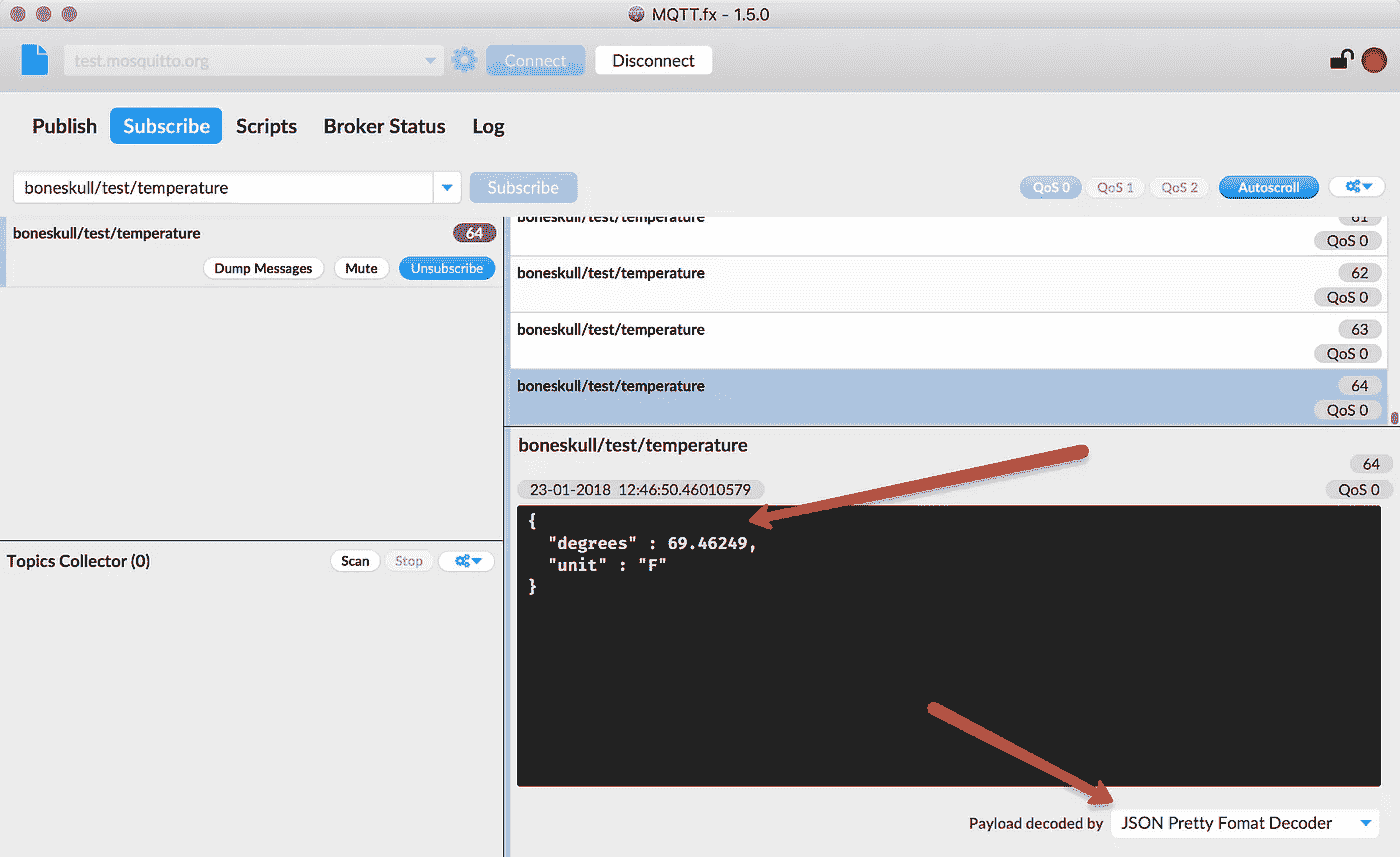 MQTT.fx - 1.5.0
test.mosquitto.org
Connect
Disconnect
Publish
Subscribe
Scripts
Broker Status
Log
boneskull/test/temperature
Subscribe
QoS 0
QoS 1
QoS 2
Autoscroll
boneskull/test/temperature
64
Dump Messages
Mute
Unsubscribe
Topics Collector (0)
Scan
Stop
boneskull/test/temperature
61
QoS 0
boneskull/test/temperature
62
QoS 0
boneskull/test/temperature
63
QoS 0
boneskull/test/temperature
64
QoS 0
boneskull/test/temperature
64
23-01-2018 12:46:50.46010579
QoS 0
{
"degrees" : 69.46249,
"unit" : "F"
}
Payload decoded by
JSON Pretty Fomat Decoder